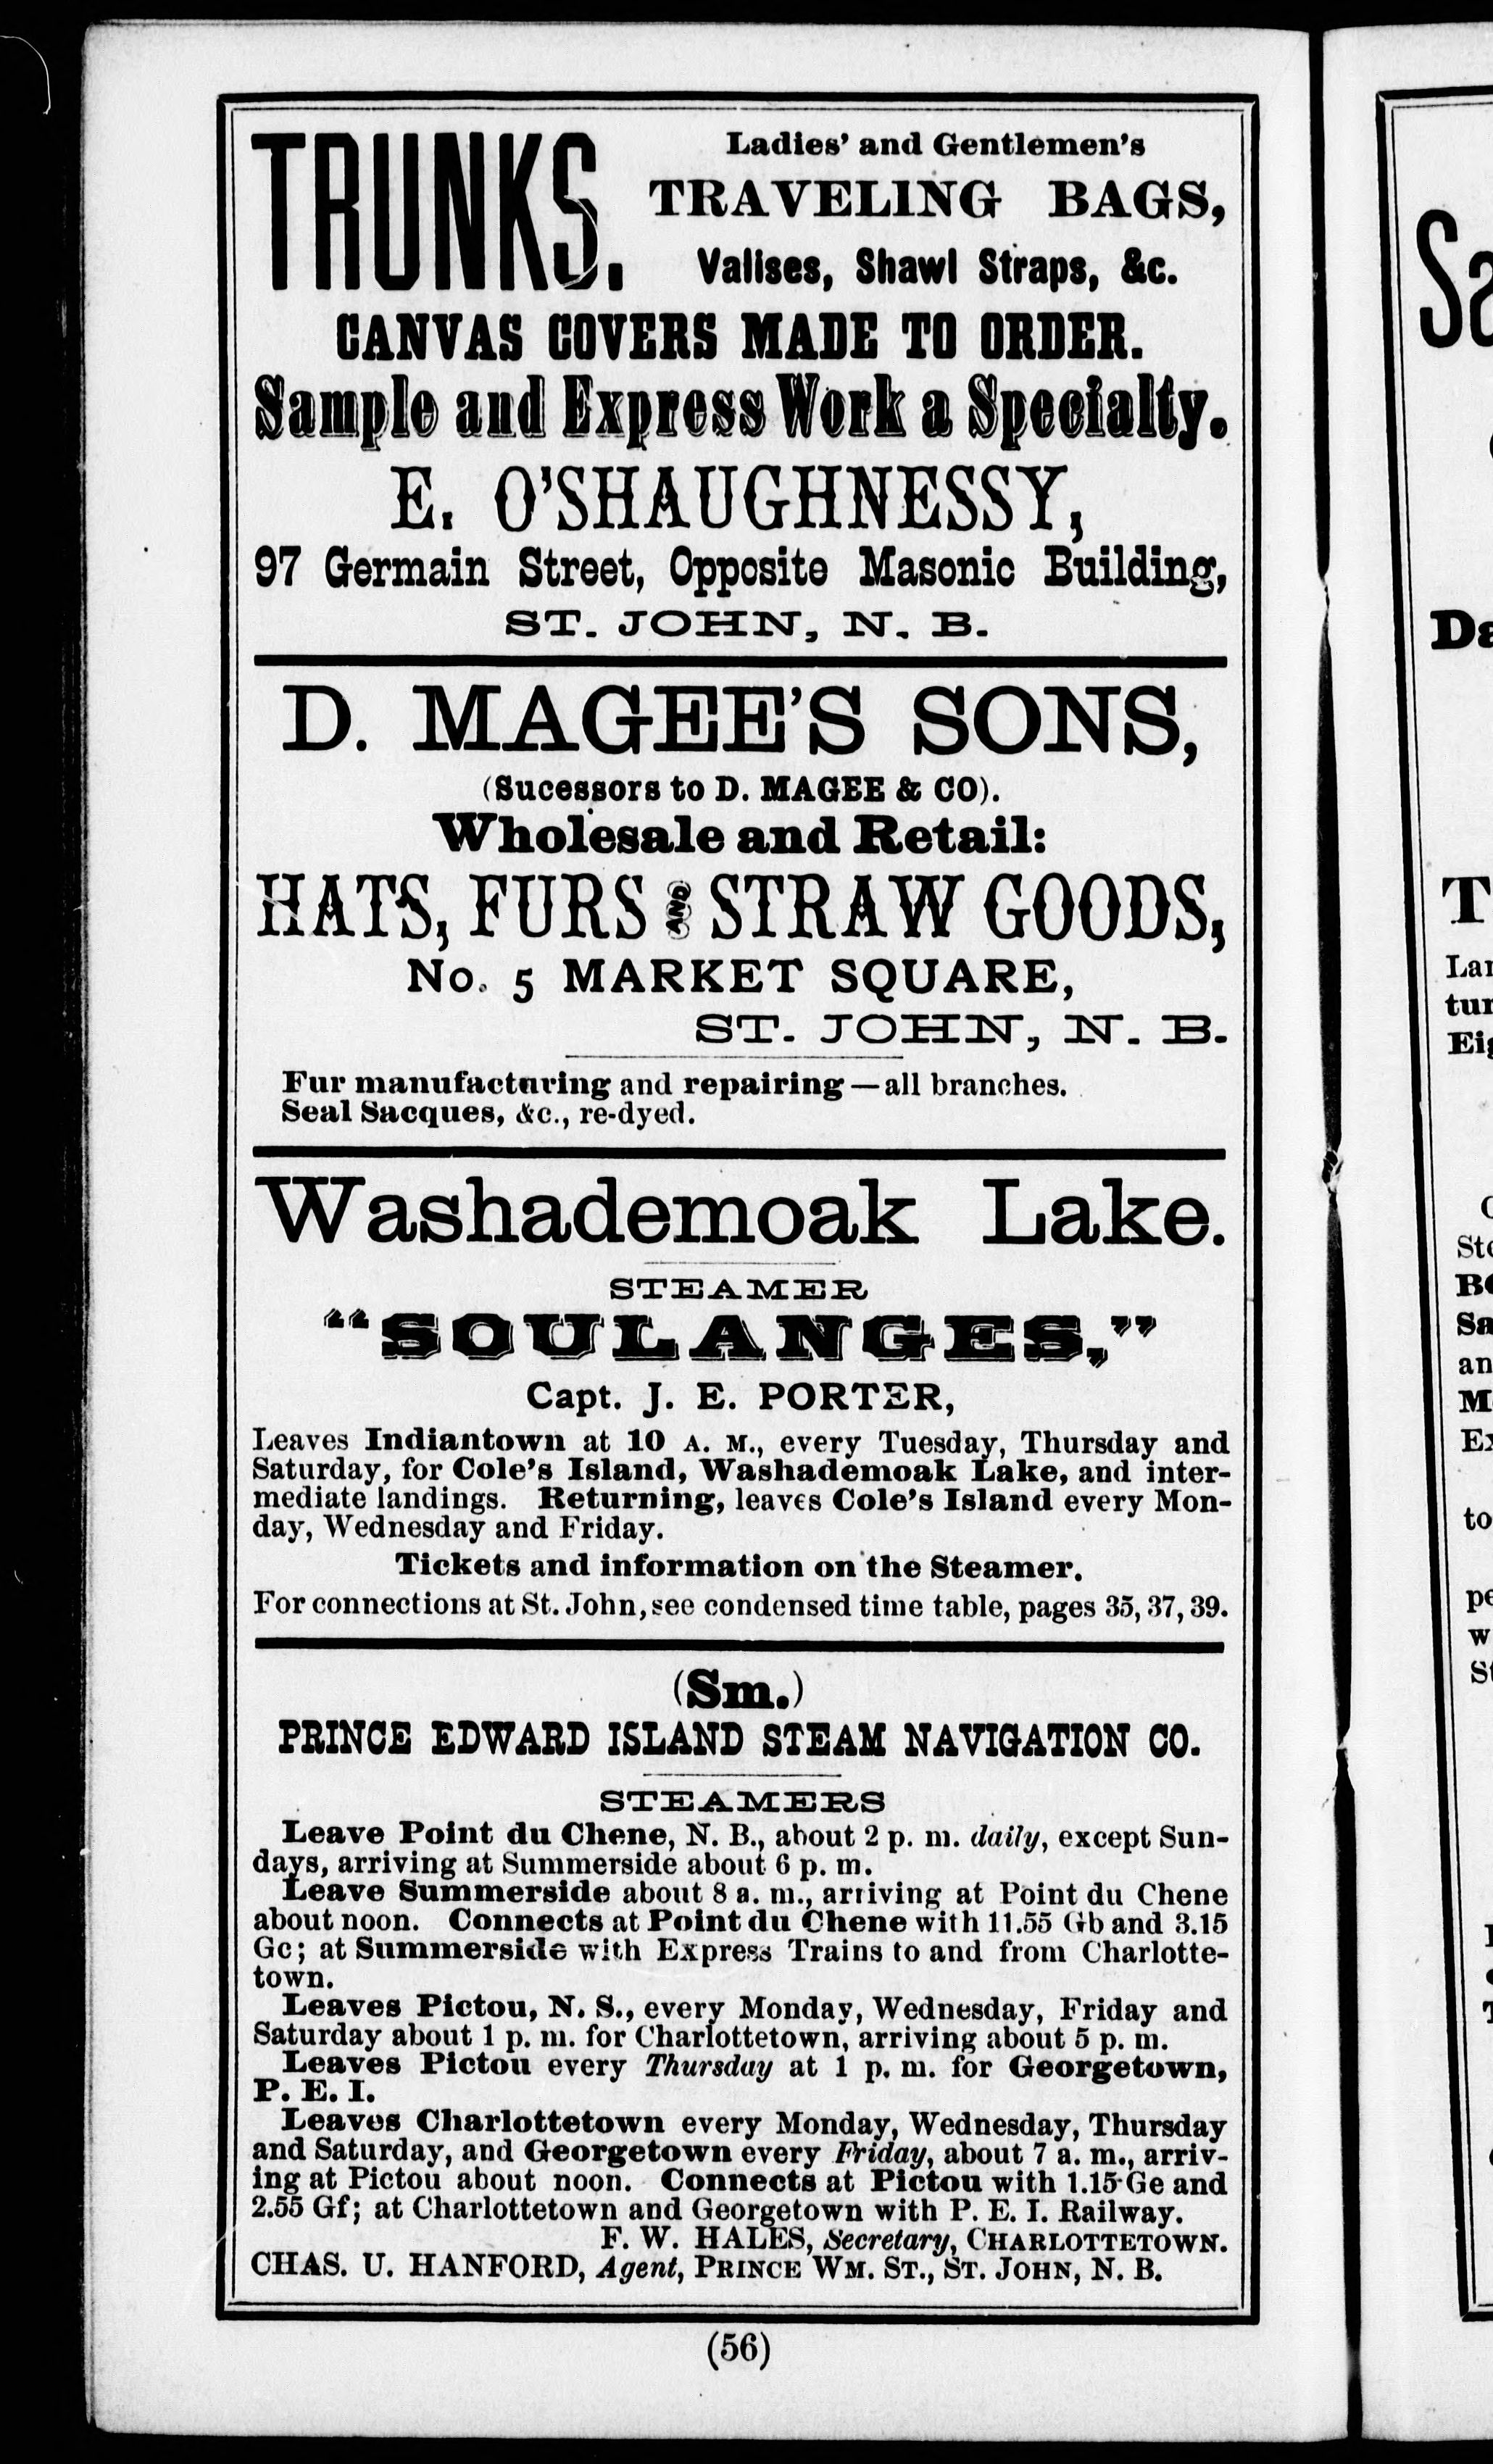 TRUNKS.
Ladies' and Gentlemen's
TRAVELING BAGS,
Valises, Shawl Straps, &c.
CANVAS COVERS MADE TO ORDER.
Sample and Express Work a Specialty.
E. O'SHAUGHNESSY,
97 Germain Street, Opposite Masonic Building,
ST. JOHN, N. B.
D. MAGEE'S SONS,
(Sucessors to D. MAGEE & CO).
Wholesale and Retail:
HATS, FURS AND STRAW GOODS,
No. 5 MARKET SQUARE,
ST. JOHN, N. B.
Fur manufacturing and repairing — all branches.
Seal Sacques, &c., re-dyed.
Washademoak Lake.
STEAMER
"SOULANGES,"
Capt. J. E. PORTER,
Leaves Indiantown at 10 A. M., every Tuesday, Thursday and
Saturday, for Cole's Island, Washademoak Lake, and inter-
mediate landings. Returning, leaves Cole's Island every Mon-
day, Wednesday and Friday.
Tickets and information on the Steamer.
For connections at St. John, see condensed time table, pages 35, 37, 39.
(Sm.)
PRINCE EDWARD ISLAND STEAM NAVIGATION CO.
STEAMERS
Leave Point du Chene, N. B., about 2 p. m. daily, except Sun-
days, arriving at Summerside about 6 p. m.
Leave Summerside about 8 a. m., arriving at Point du Chene
about noon. Connects at Point du Chene with 11.55 Gb and 3.15
Gc; at Summerside with Express Trains to and from Charlotte-
town.
Leaves Pictou, N. S., every Monday, Wednesday, Friday and
Saturday about 1 p. m. for Charlottetown, arriving about 5 p. m.
Leaves Pictou every Thursday at 1 p. m. for Georgetown,
P. E. I.
Leaves Charlottetown every Monday, Wednesday, Thursday
and Saturday, and Georgetown every Friday, about 7 a. m., arriv-
ing at Pictou about noon. Connects at Pictou with 1.15 Ge and
2.55 Gf; at Charlottetown and Georgetown with P. E. I. Railway.
F. W. HALES, Secretary, CHARLOTTETOWN.
CHAS. U. HANFORD, Agent, PRINCE WM. ST., ST. JOHN, N. B.
(56)